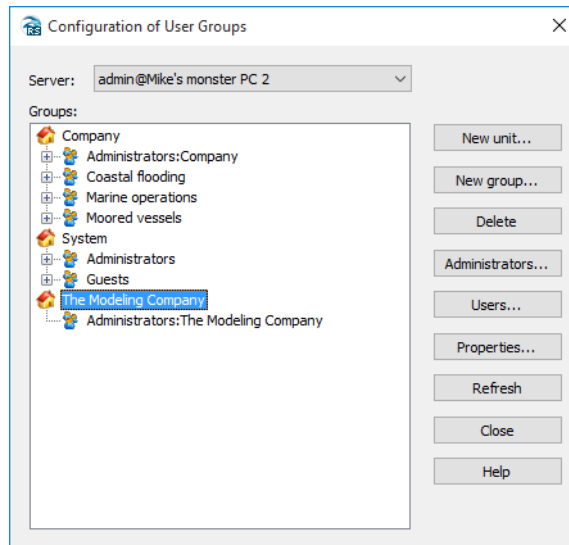 Configuration of User Groups
Server: admin@Mike's monster PC 2
Groups:
Company
Administrators:Company
Coastal flooding
Marine operations
Moored vessels
System
Administrators
Guests
The Modeling Company
Administrators:The Modeling Company
New unit...
New group...
Delete
Administrators...
Users...
Properties...
Refresh
Close
Help